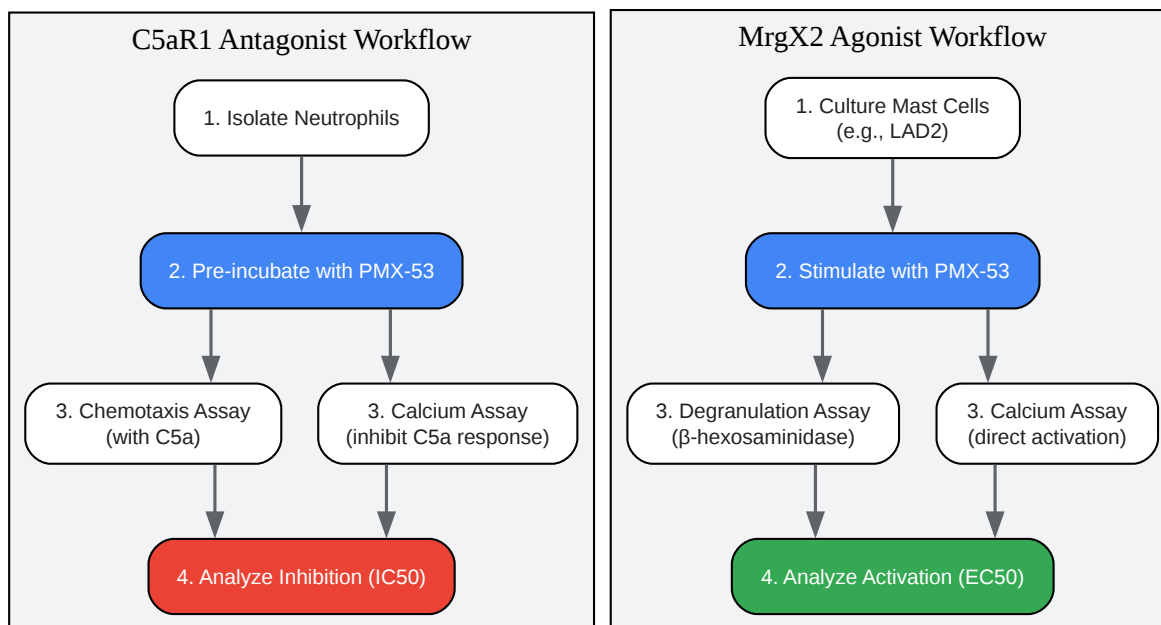 C5aR1 Antagonist Workflow
1. Isolate Neutrophils
2. Pre-incubate with PMX-53
3. Chemotaxis Assay
(with C5a)
3. Calcium Assay
(inhibit C5a response)
4. Analyze Inhibition (IC50)
MrgX2 Agonist Workflow
1. Culture Mast Cells
(e.g., LAD2)
2. Stimulate with PMX-53
3. Degranulation Assay
(β-hexosaminidase)
3. Calcium Assay
(direct activation)
4. Analyze Activation (EC50)